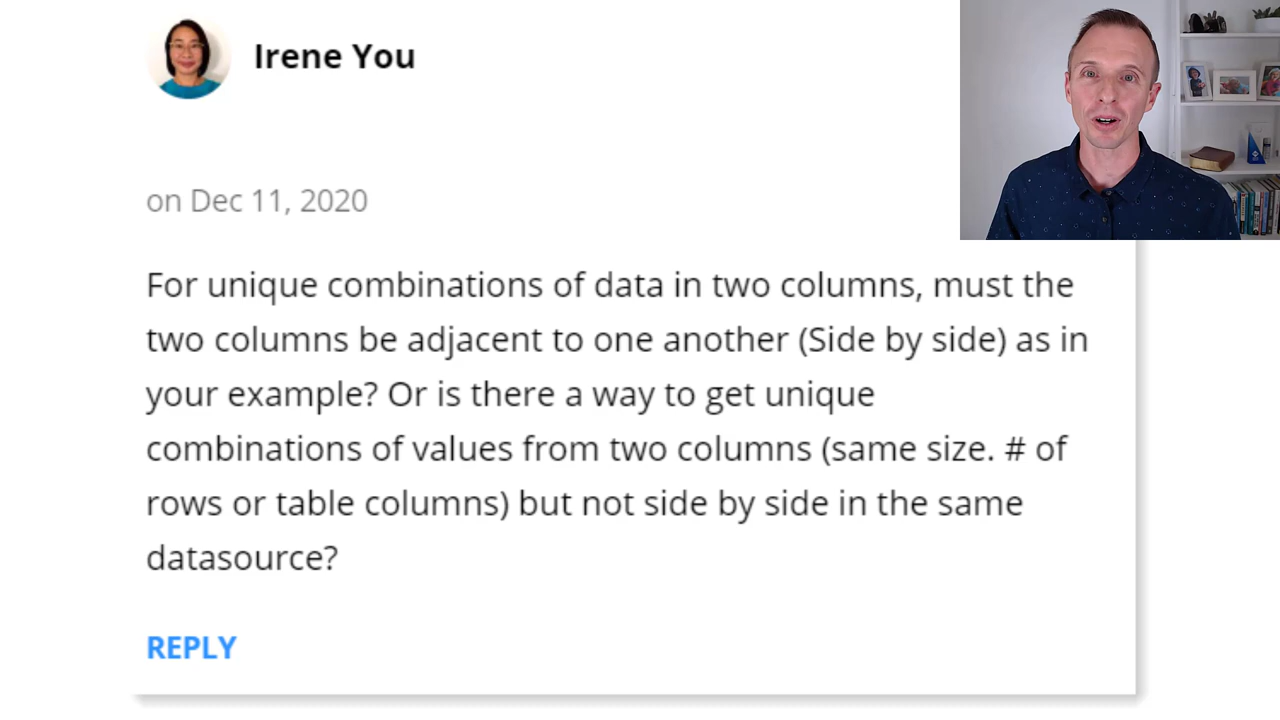 Irene You
on Dec 11, 2020
For unique combinations of data in two columns, must the
two columns be adjacent to one another (Side by side) as in
your example? Or is there a way to get unique
combinations of values from two columns (same size. # of
rows or table columns) but not side by side in the same
datasource?
REPLY